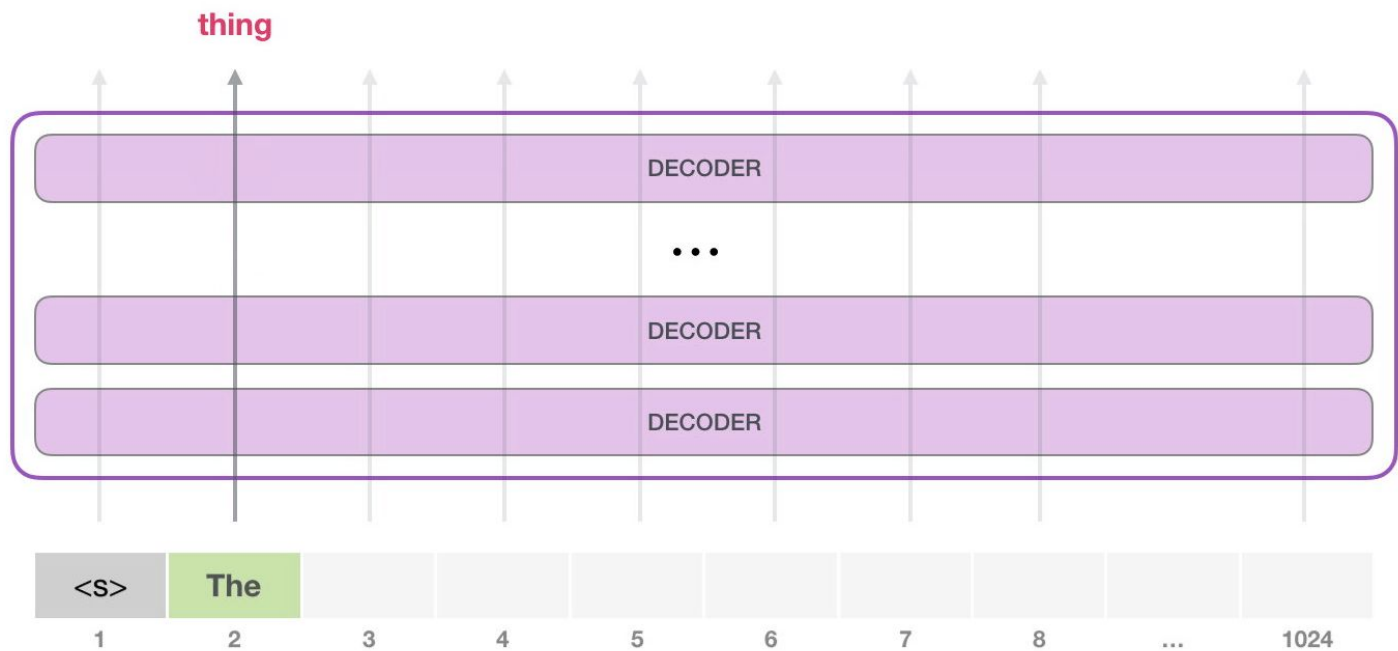 thing
DECODER
...
DECODER
DECODER
<s> The
1 2 3 4 5 6 7 8 ... 1024